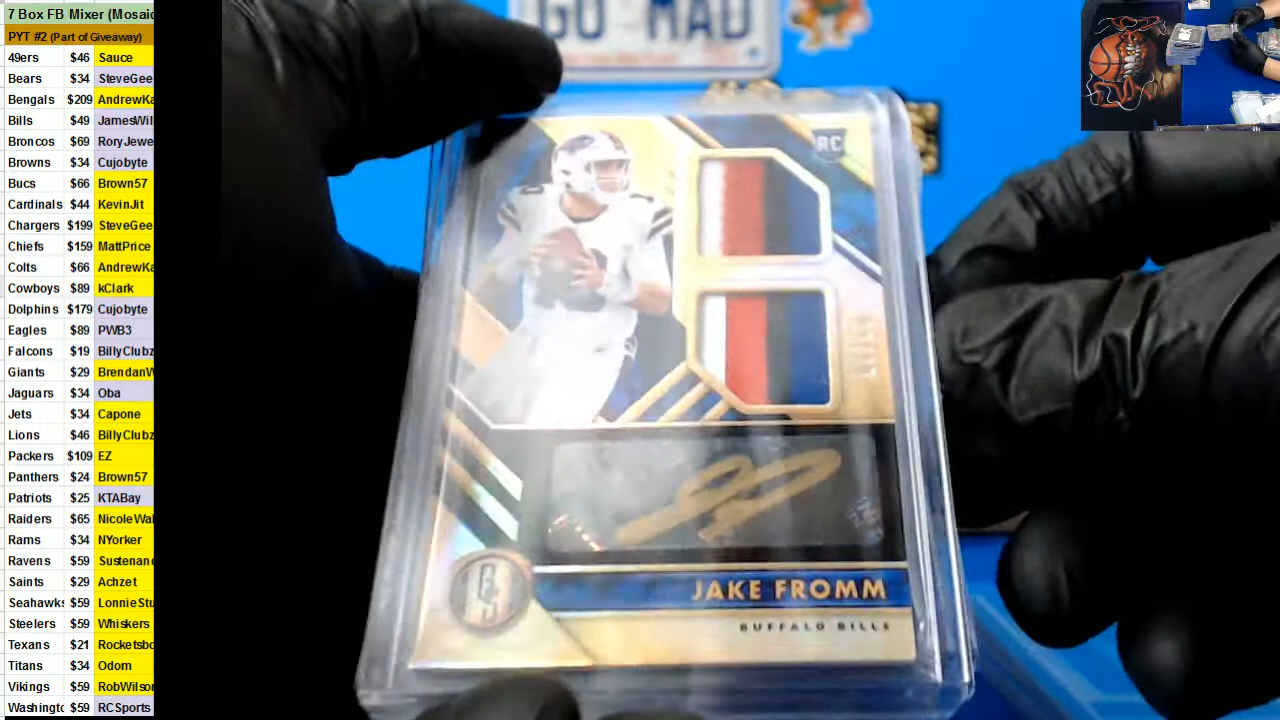 7 Box FB Mixer (Mosaic
PYT #2 (Part of Giveaway)
49ers $46 Sauce
Bears $34 SteveGee
Bengals $209 AndrewKa
Bills $49 JamesWil
Broncos $69 RoryJewe
Browns $34 Cujobyte
Bucs $66 Brown57
Cardinals $44 KevinJit
Chargers $199 SteveGee
Chiefs $159 MattPrice
Colts $66 AndrewKa
Cowboys $89 kClark
Dolphins $179 Cujobyte
Eagles $89 PWB3
Falcons $19 BillyClubz
Giants $29 BrendanW
Jaguars $34 Oba
Jets $34 Capone
Lions $46 BillyClubz
Packers $109 EZ
Panthers $24 Brown57
Patriots $25 KTABay
Raiders $65 NicoleWal
Rams $34 NYorker
Ravens $59 Sustenanc
Saints $29 Achzet
Seahawks $59 LonnieStu
Steelers $59 Whiskers
Texans $21 Rocketsbo
Titans $34 Odom
Vikings $59 RobWilson
Washingto $59 RCSports
GO MAD
RC
JAKE FROMM
BUFFALO BILLS